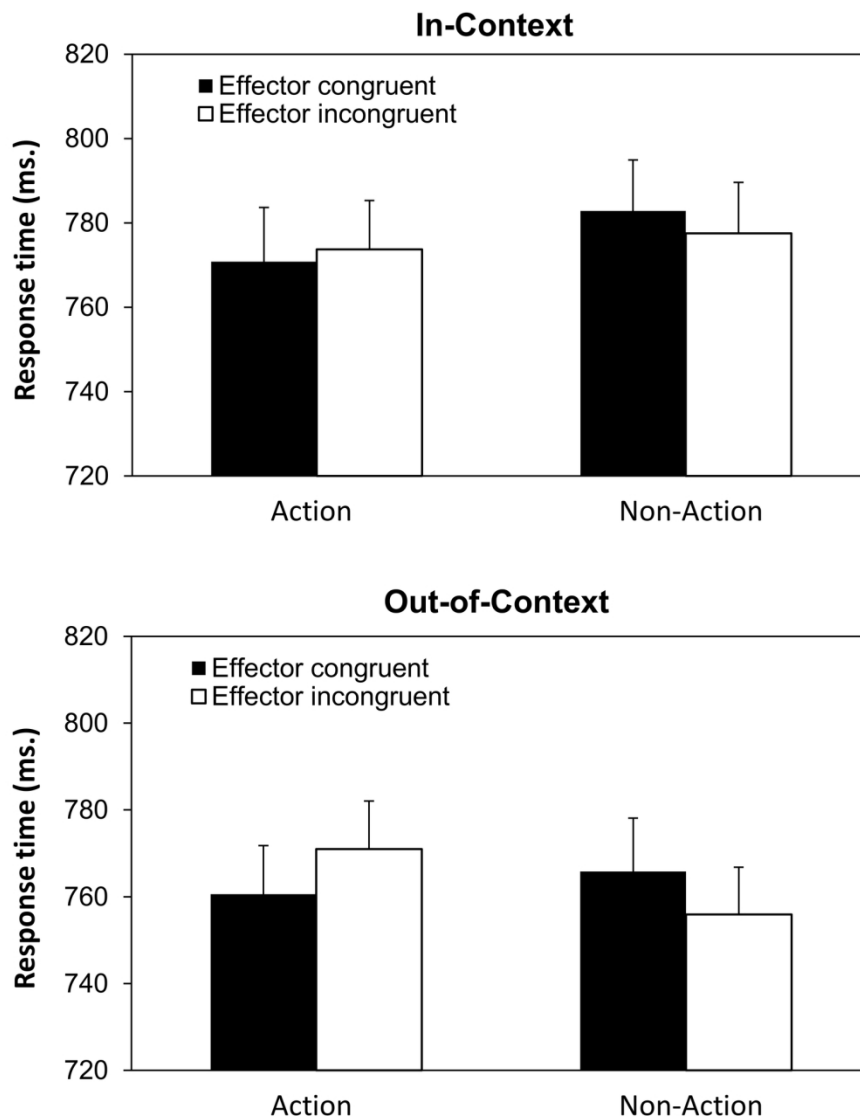 In-Context
820
800
780
760
740
720
Response time (ms.)
Effector congruent
Effector incongruent
Action Non-Action
Out-of-Context
820
800
780
760
740
720
Response time (ms.)
Effector congruent
Effector incongruent
Action Non-Action